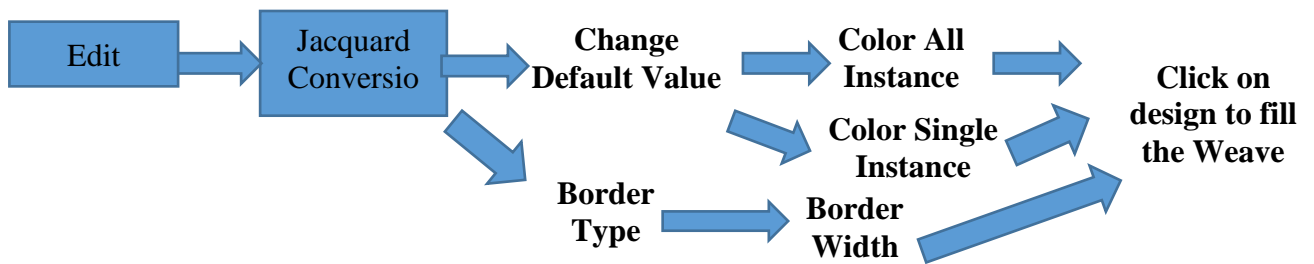 Edit
Jacquard
Conversio
Change
Default Value
Color All
Instance
Color Single
Instance
Border
Type
Border
Width
Click on
design to fill
the Weave